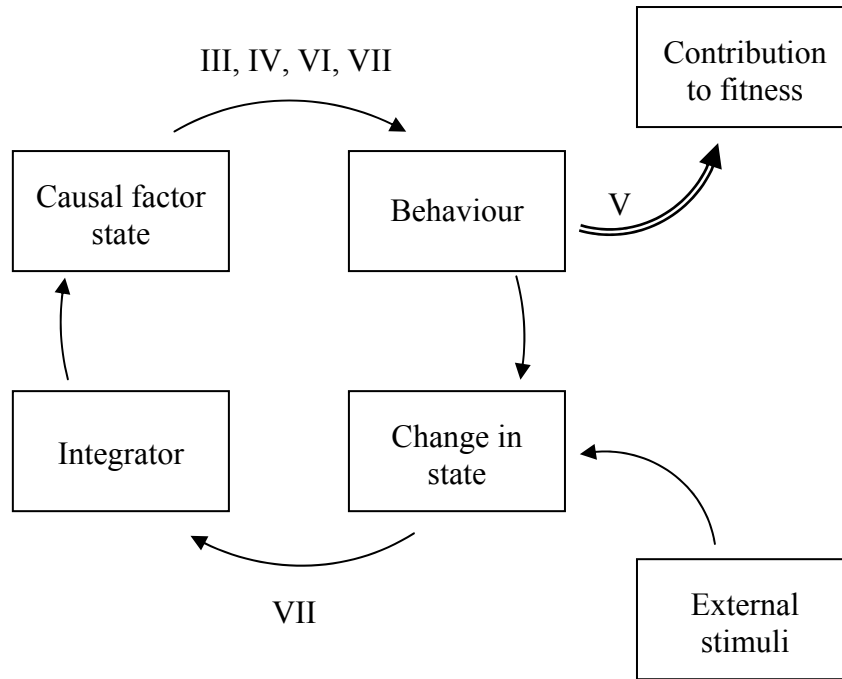 III, IV, VI, VII
Contribution
to fitness
Causal factor
state
Behaviour
V
Integrator
Change in
state
VII
External
stimuli